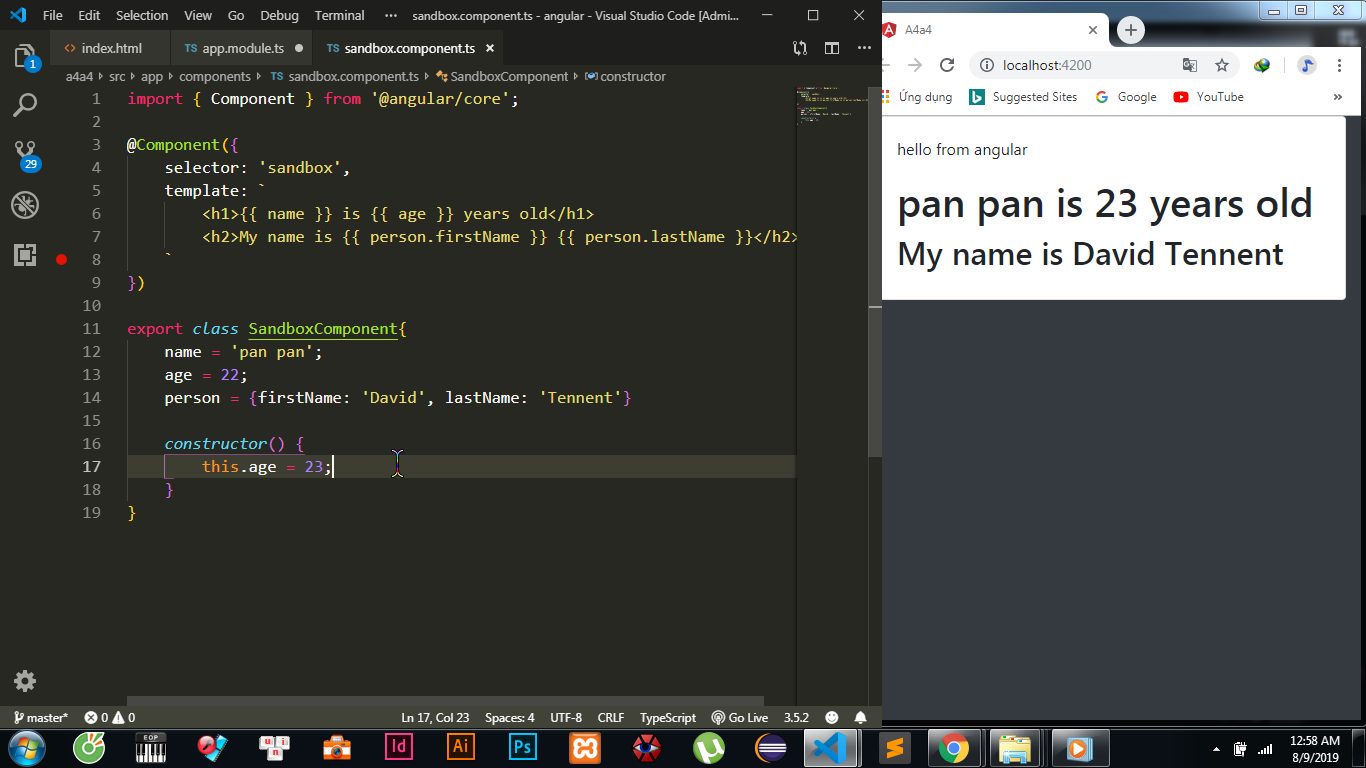 File Edit Selection View Go Debug Terminal ··· sandbox.component.ts - angular - Visual Studio Code [Admi...
index.html TS app.module.ts TS sandbox.component.ts
a4a4 › src › app › components › TS sandbox.component.ts › SandboxComponent › constructor
1 import { Component } from '@angular/core';
2
3 @Component({
4 selector: 'sandbox',
5 template: `
6 <h1>{{ name }} is {{ age }} years old</h1>
7 <h2>My name is {{ person.firstName }} {{ person.lastName }}</h2>
8 `
9 })
10
11 export class SandboxComponent{
12 name = 'pan pan';
13 age = 22;
14 person = {firstName: 'David', lastName: 'Tennent'}
15
16 constructor() {
17 this.age = 23;
18 }
19 }
1
29
master* 0 0 Ln 17, Col 23 Spaces: 4 UTF-8 CRLF TypeScript Go Live 3.5.2
A4a4
localhost:4200
Ứng dụng Suggested Sites Google YouTube »
hello from angular
pan pan is 23 years old
My name is David Tennent
EOP Id Ai Ps
12:58 AM
8/9/2019